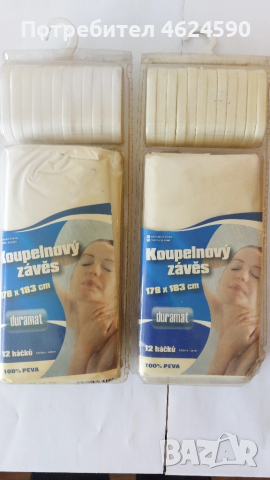 Потребител 4624590
Koupelnový
závěs
178 x 183 cm
duramat
12 háčků
100% PEVA
Koupelnový
závěs
178 x 183 cm
duramat
12 háčků
100% PEVA
BAZAR